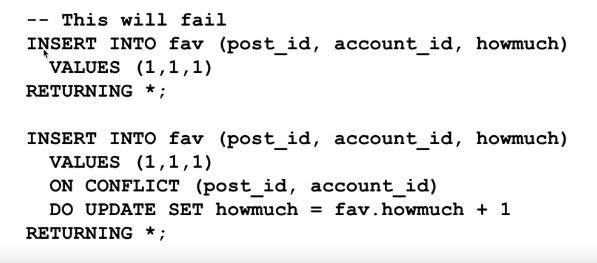 -- This will fail
INSERT INTO fav (post_id, account_id, howmuch)
VALUES (1,1,1)
RETURNING *;
INSERT INTO fav (post_id, account_id, howmuch)
VALUES (1,1,1)
ON CONFLICT (post_id, account_id)
DO UPDATE SET howmuch = fav.howmuch + 1
RETURNING *;